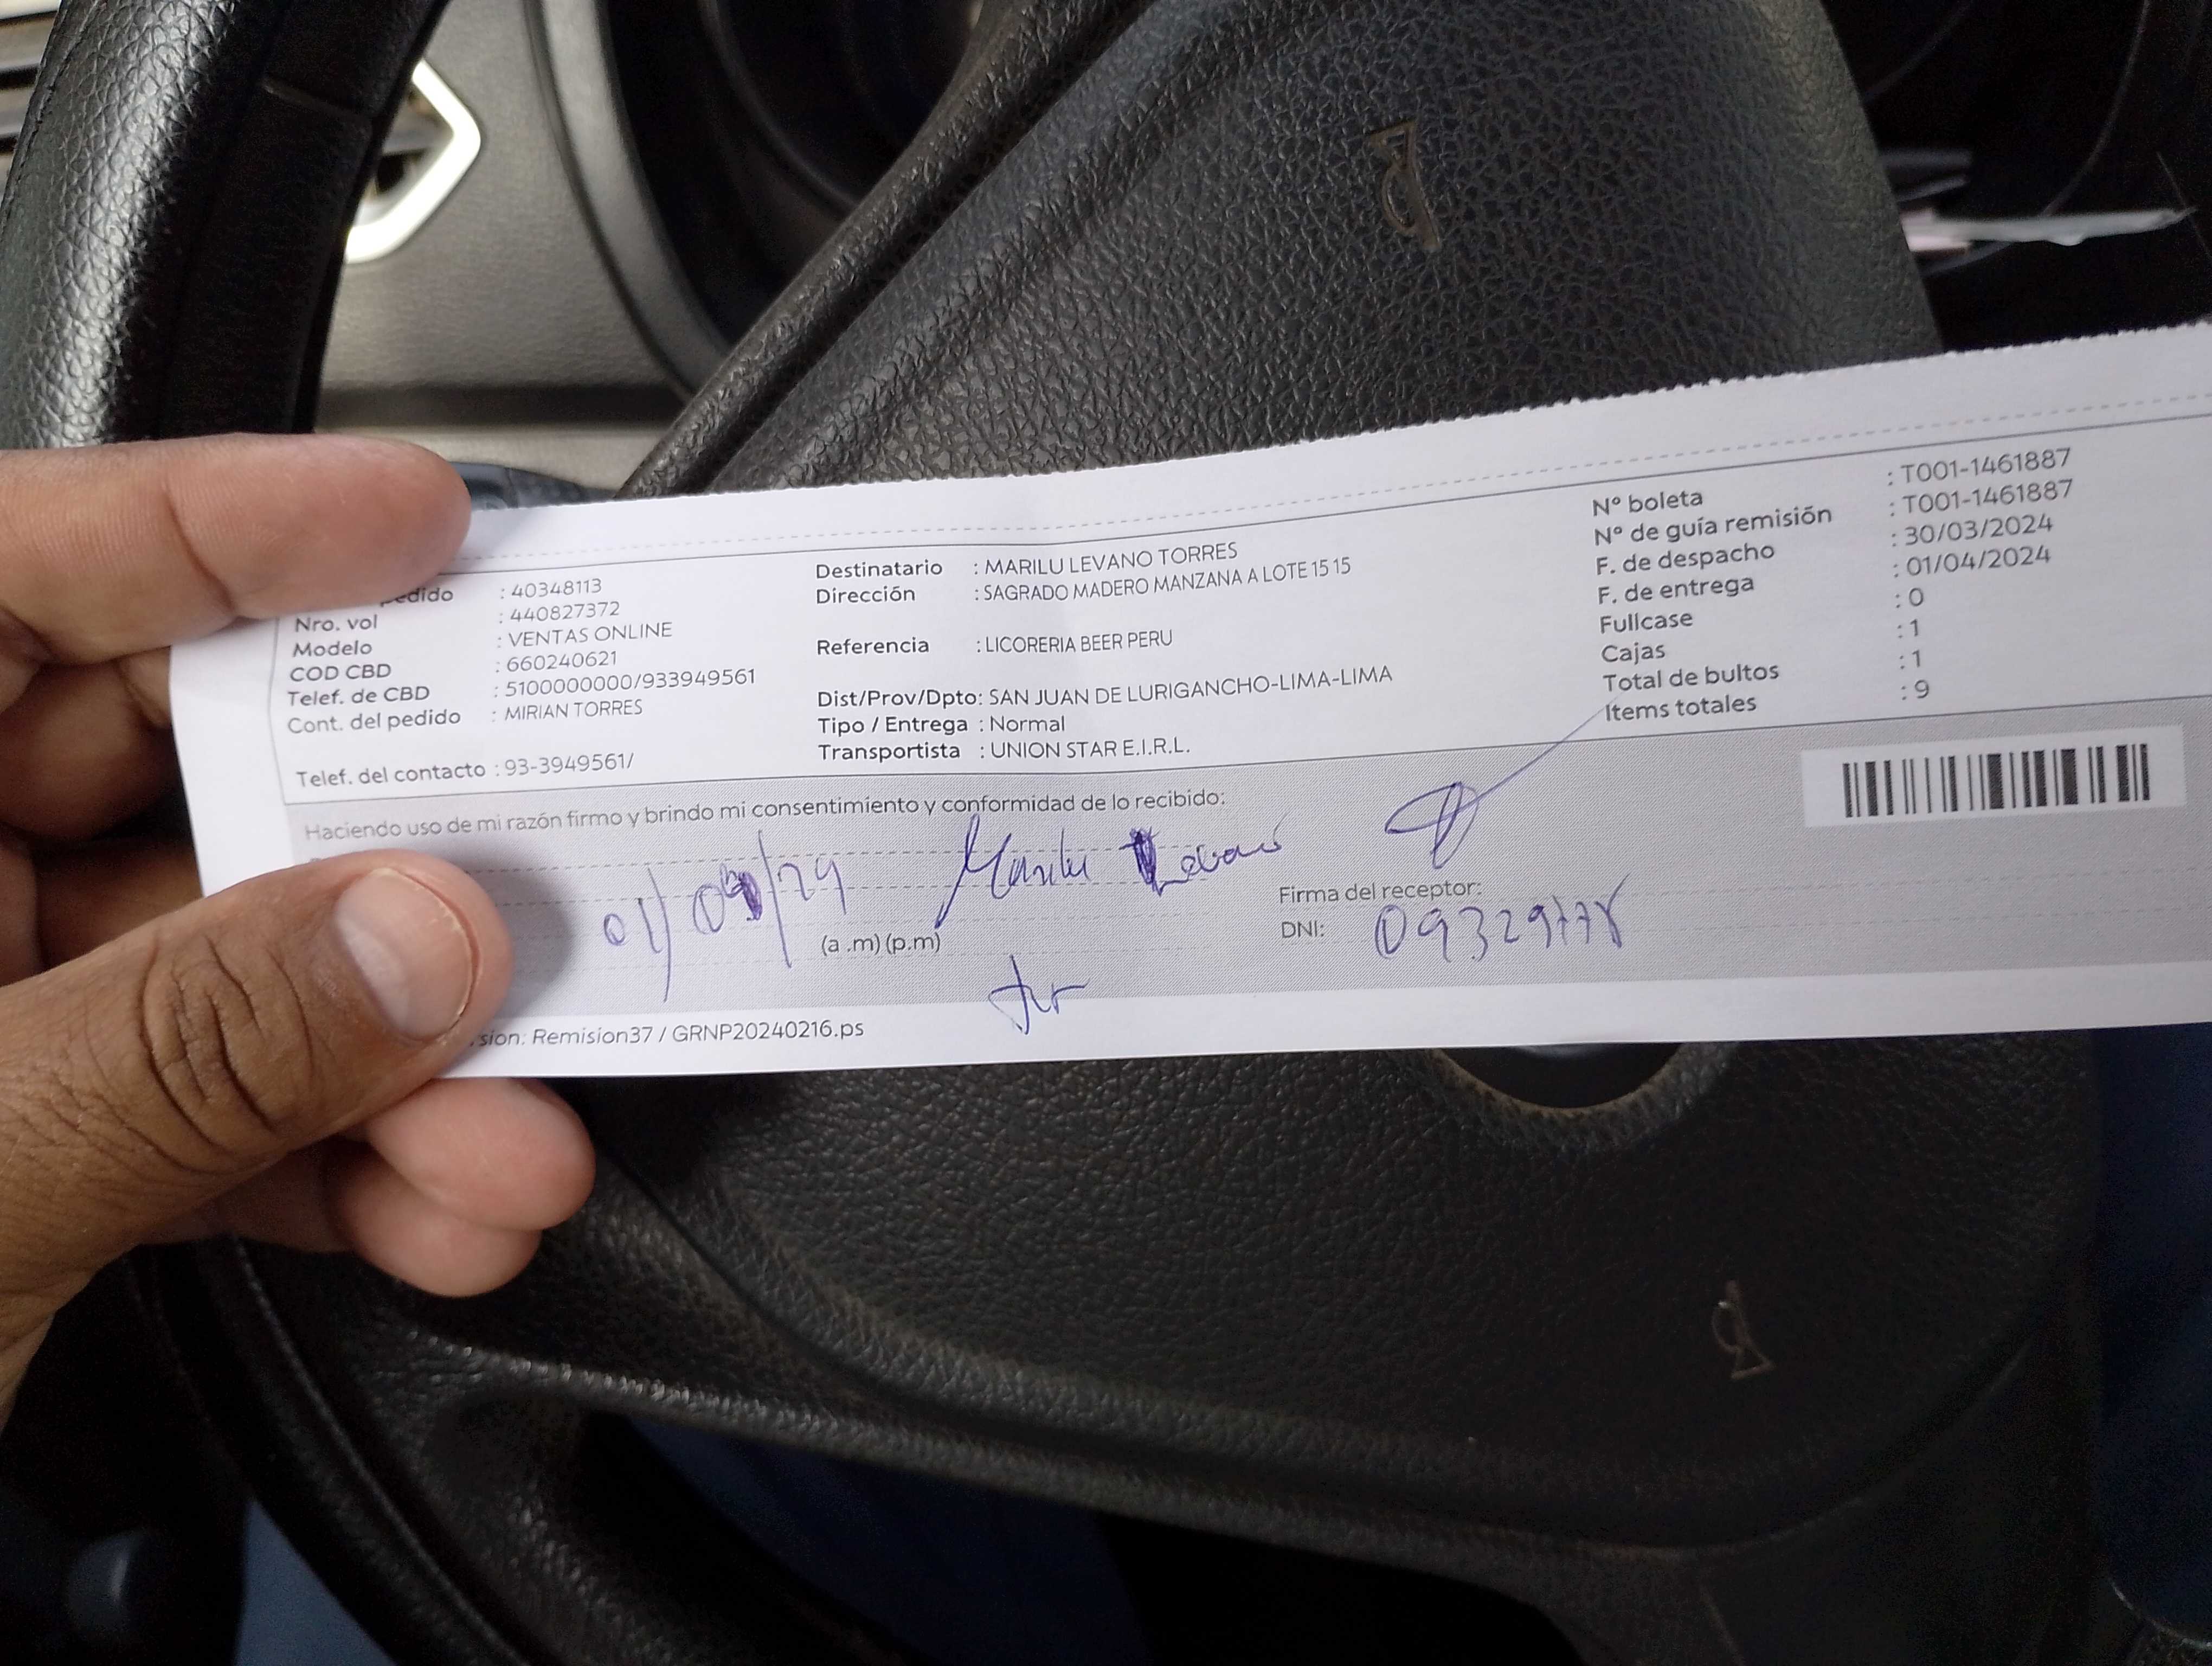 pedido : 40348113
Nro. vol : 440827372
Modelo : VENTAS ONLINE
COD CBD : 660240621
Telef. de CBD : 5100000000/933949561
Cont. del pedido : MIRIAN TORRES
Telef. del contacto : 93-3949561/
Destinatario : MARILU LEVANO TORRES
Dirección : SAGRADO MADERO MANZANA A LOTE 15 15
Referencia : LICORERIA BEER PERU
Dist/Prov/Dpto: SAN JUAN DE LURIGANCHO-LIMA-LIMA
Tipo / Entrega : Normal
Transportista : UNION STAR E.I.R.L.
Nº boleta : T001-1461887
Nº de guía remisión : T001-1461887
F. de despacho : 30/03/2024
F. de entrega : 01/04/2024
Fullcase : 0
Cajas : 1
Total de bultos : 1
Items totales : 9
Haciendo uso de mi razón firmo y brindo mi consentimiento y conformidad de lo recibido:
01/04/24 Marilu Levano
(a .m) (p.m)
Firma del receptor:
DNI:
sion: Remision37 / GRNP20240216.ps